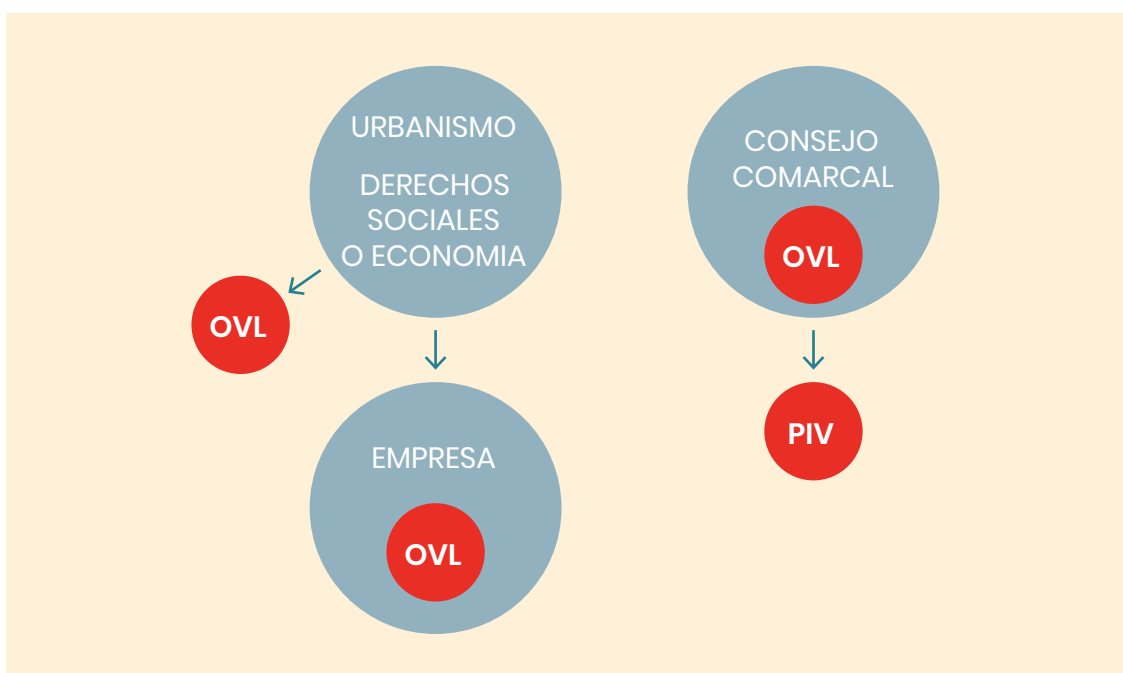 URBANISMO
DERECHOS
SOCIALES
O ECONOMIA
OVL
EMPRESA
OVL
CONSEJO
COMARCAL
OVL
PIV